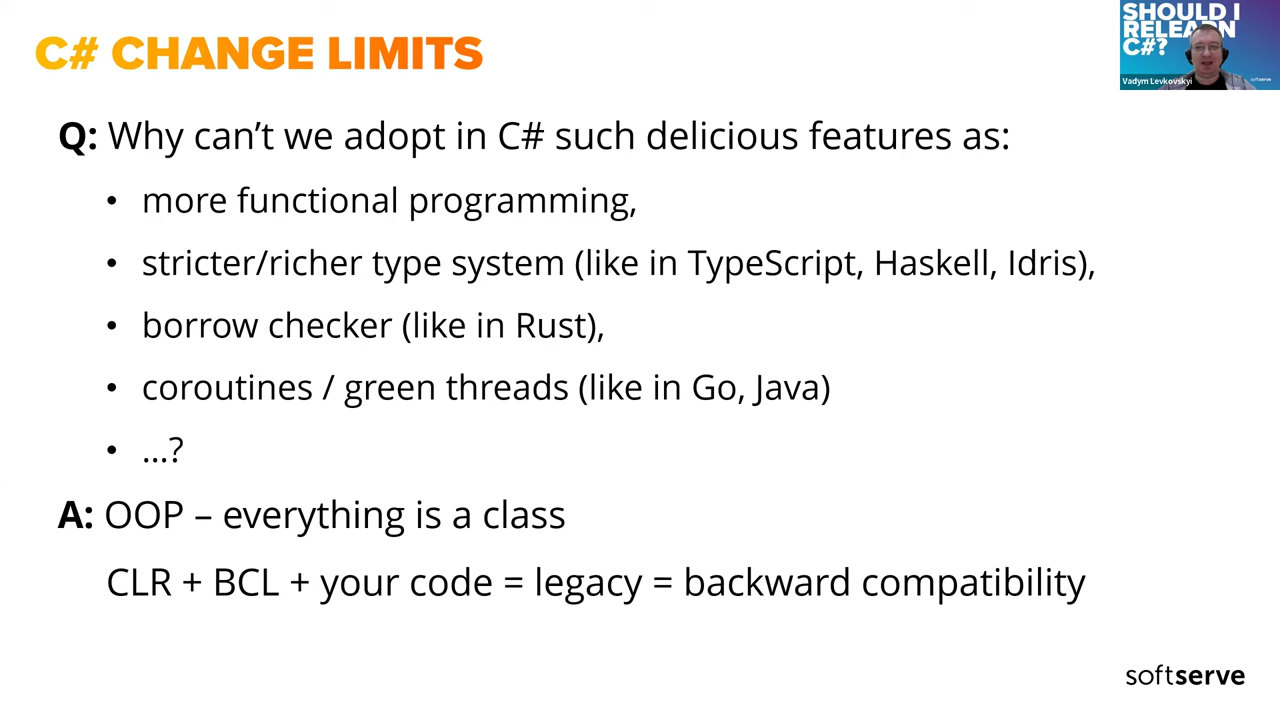 C# CHANGE LIMITS
SHOULD I
RELEARN
C#?
Vadym Levkovskyi
softserve
Q: Why can’t we adopt in C# such delicious features as:
• more functional programming,
• stricter/richer type system (like in TypeScript, Haskell, Idris),
• borrow checker (like in Rust),
• coroutines / green threads (like in Go, Java)
• ...?
A: OOP – everything is a class
CLR + BCL + your code = legacy = backward compatibility
softserve